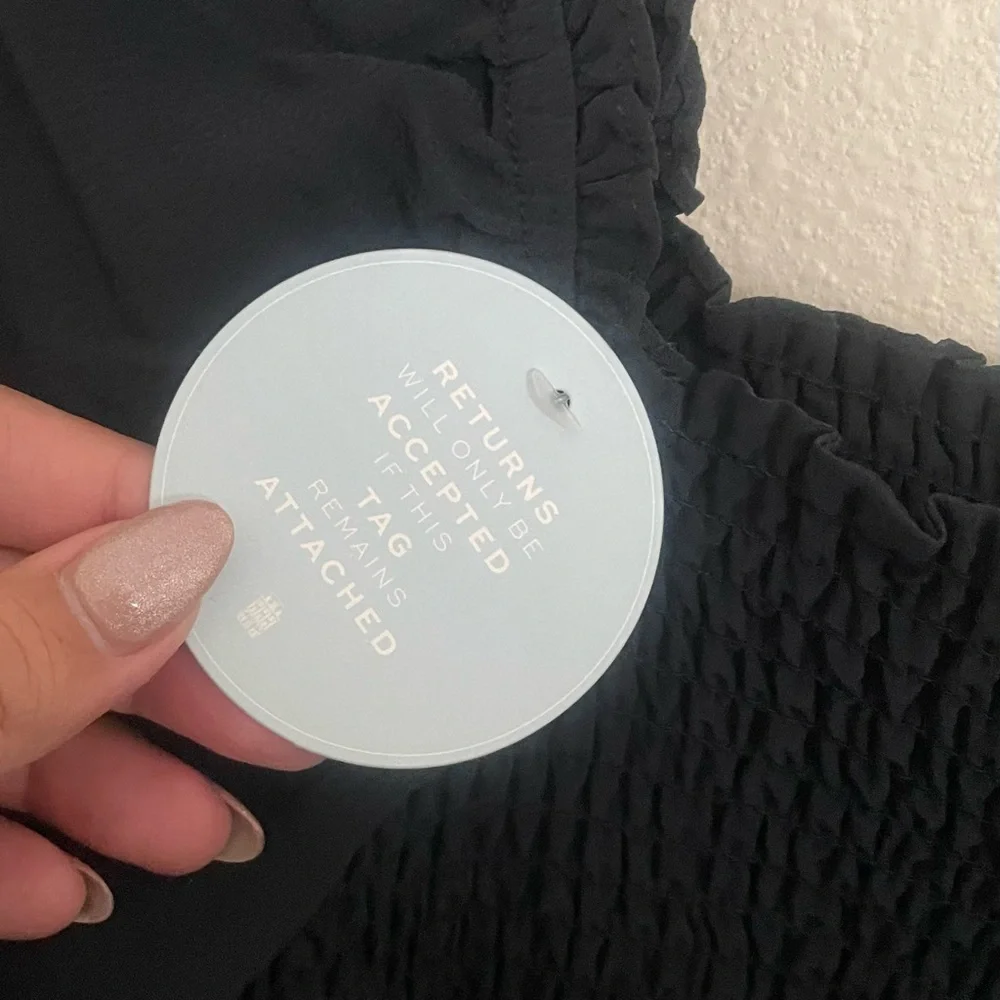 RETURNS
WILL ONLY BE
ACCEPTED
IF THIS
TAG
REMAINS
ATTACHED